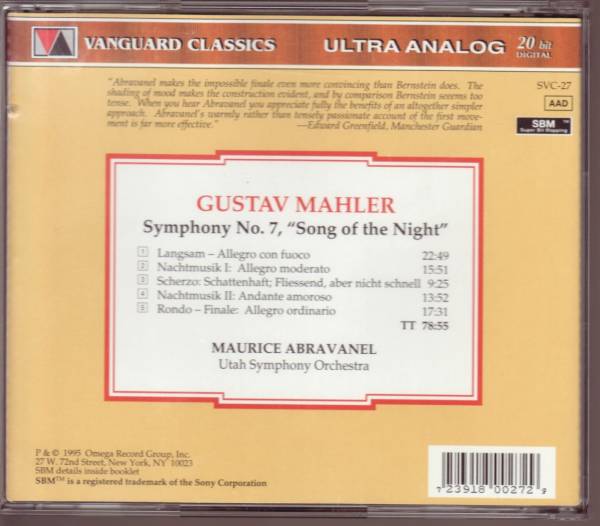 VANGUARD CLASSICS ULTRA ANALOG 20 bit
DIGITAL
"Abravanel makes the impossible finale even more convincing than Bernstein does. The
shading of mood makes the construction evident, and by comparison Bernstein seeems too
tense. When you hear Abravanel you appreciate fully the benefits of an altogether simpler
approach. Abravanel's warmly rather than tensely passionate account of the first move-
ment is far more effective." —Edward Greenfield, Manchester Guardian
SVC-27
AAD
SBM™
Super Bit Mapping
GUSTAV MAHLER
Symphony No. 7, "Song of the Night"
1 Langsam – Allegro con fuoco 22:49
2 Nachtmusik I: Allegro moderato 15:51
3 Scherzo: Schattenhaft; Fliessend, aber nicht schnell 9:25
4 Nachtmusik II: Andante amoroso 13:52
5 Rondo – Finale: Allegro ordinario 17:31
TT 78:55
MAURICE ABRAVANEL
Utah Symphony Orchestra
P & © 1995 Omega Record Group, Inc.
27 W. 72nd Street, New York, NY 10023
SBM details inside booklet
SBM™ is a registered trademark of the Sony Corporation
7 23918 00272 9